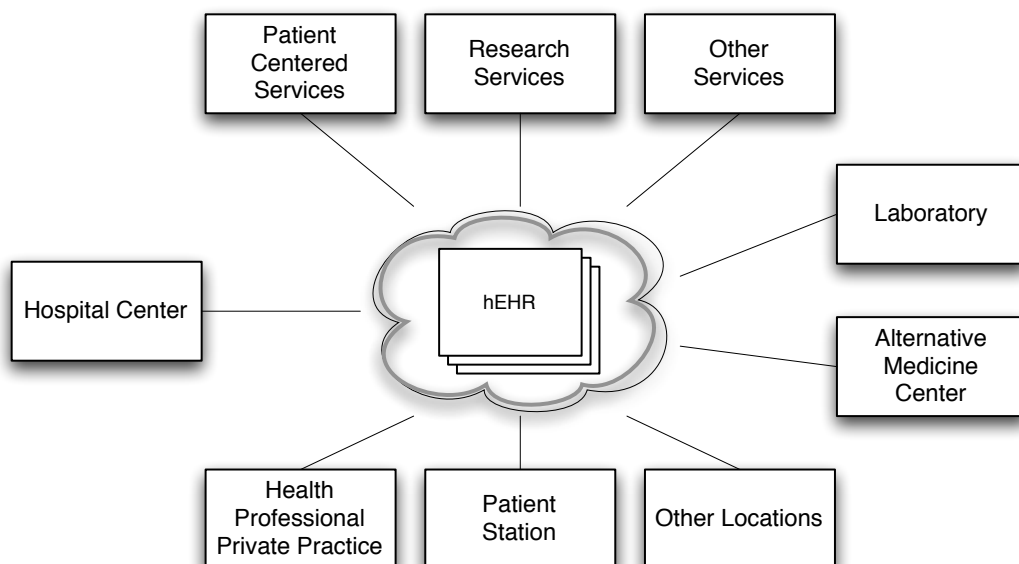 Patient
Centered
Services
Research
Services
Other
Services
Laboratory
Hospital Center
hEHR
Alternative
Medicine
Center
Health
Professional
Private Practice
Patient
Station
Other Locations